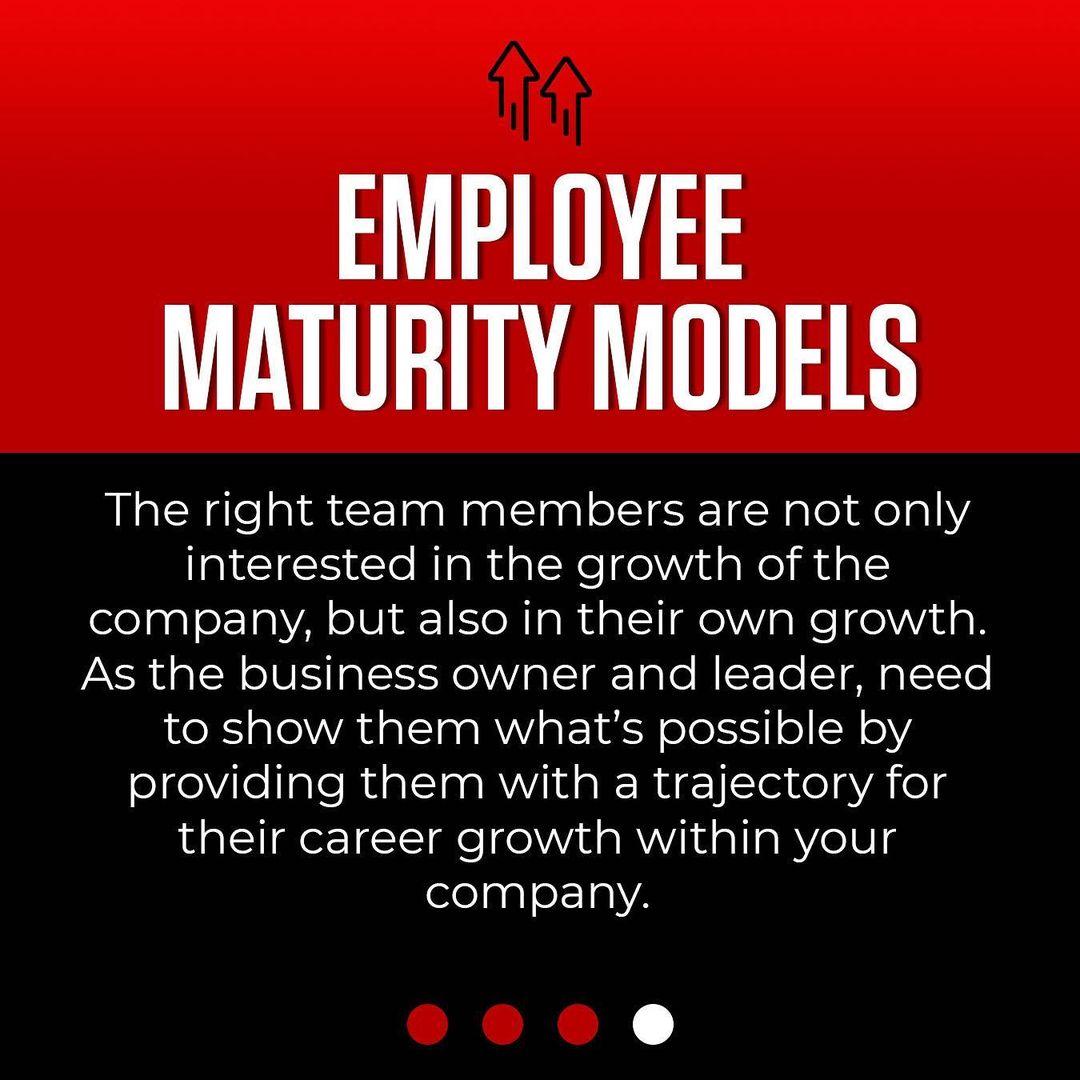 EMPLOYEE
MATURITY MODELS
The right team members are not only
interested in the growth of the
company, but also in their own growth.
As the business owner and leader, need
to show them what’s possible by
providing them with a trajectory for
their career growth within your
company.